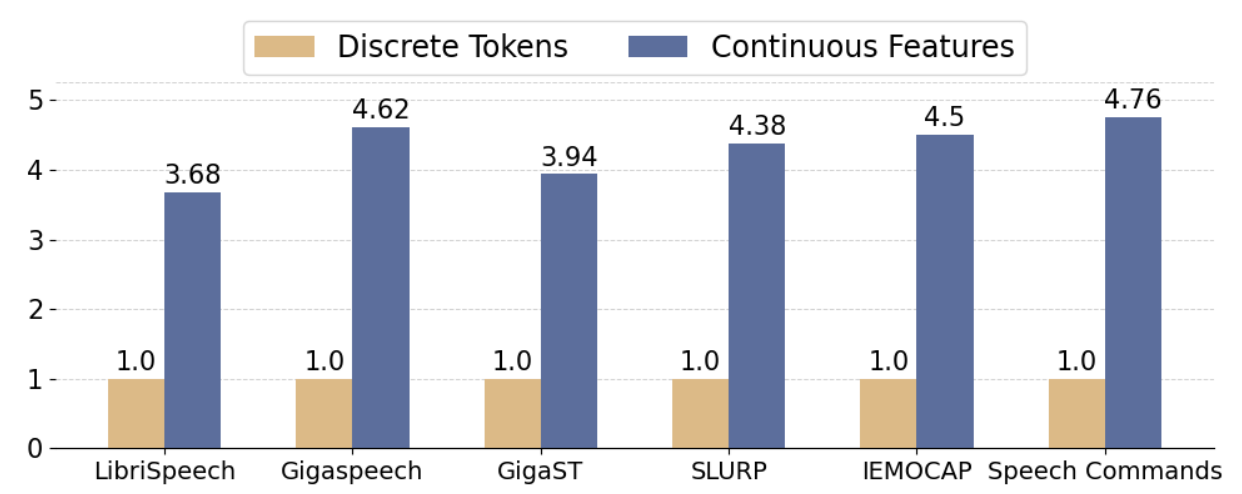 Discrete Tokens Continuous Features
5
4
3
2
1
0
1.0 3.68 1.0 4.62 1.0 3.94 1.0 4.38 1.0 4.5 1.0 4.76
LibriSpeech Gigaspeech GigaST SLURP IEMOCAP Speech Commands